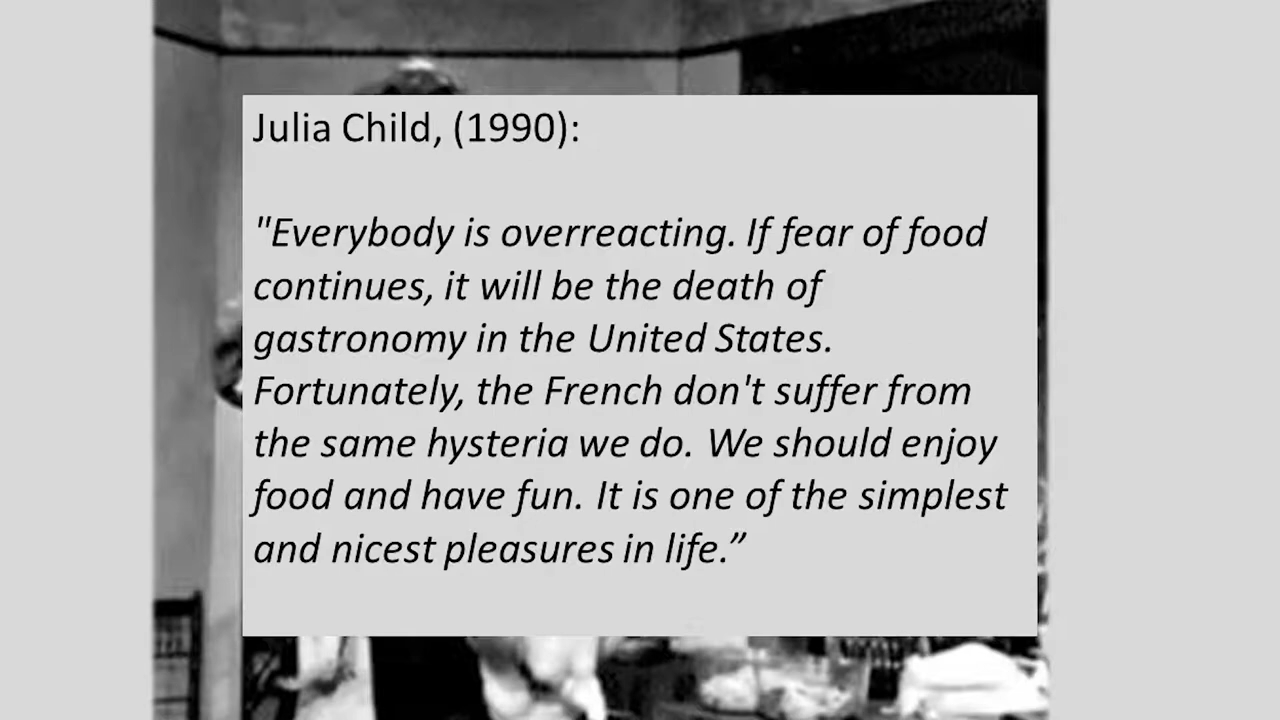 Julia Child, (1990):
"Everybody is overreacting. If fear of food
continues, it will be the death of
gastronomy in the United States.
Fortunately, the French don't suffer from
the same hysteria we do. We should enjoy
food and have fun. It is one of the simplest
and nicest pleasures in life.”